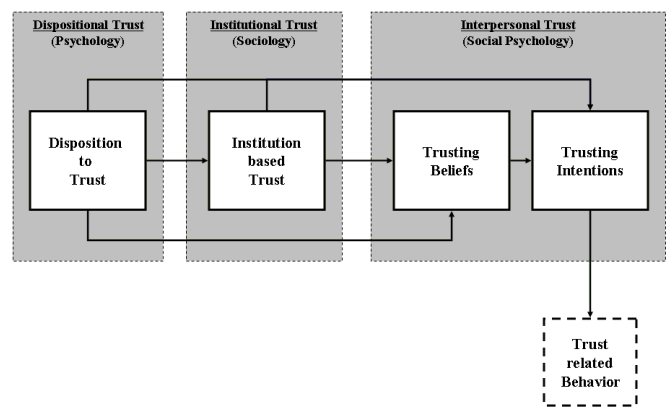 Dispositional Trust
(Psychology)
Institutional Trust
(Sociology)
Interpersonal Trust
(Social Psychology)
Disposition
to
Trust
Institution
based
Trust
Trusting
Beliefs
Trusting
Intentions
Trust
related
Behavior